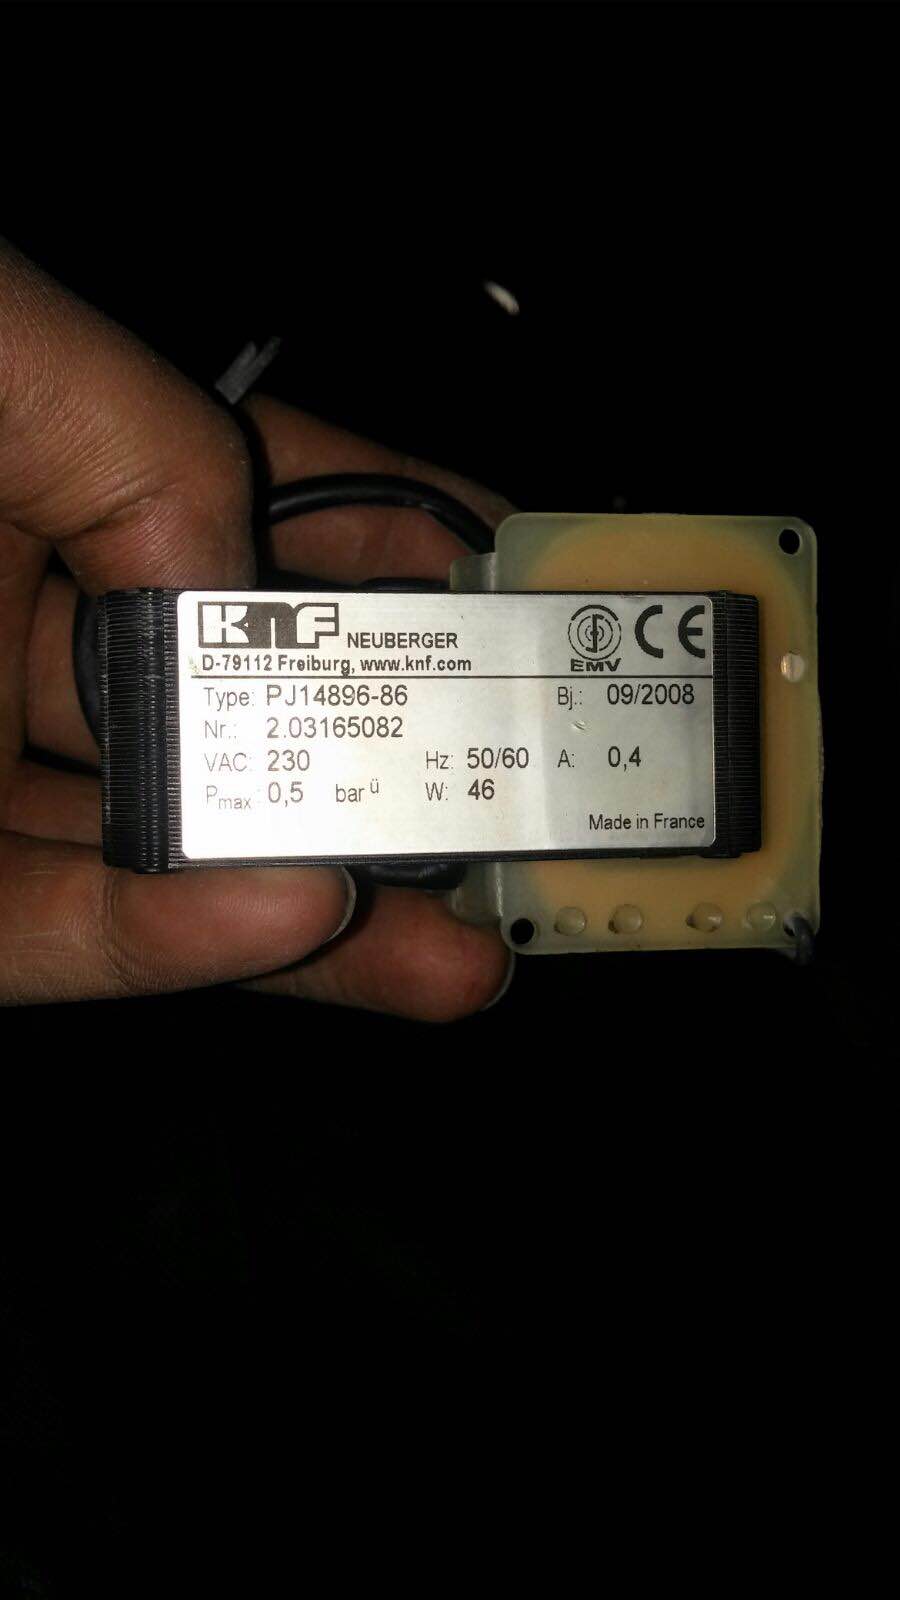 KNF NEUBERGER
D-79112 Freiburg, www.knf.com
EMV CE
Type: PJ14896-86 Bj.: 09/2008
Nr.: 2.03165082
VAC: 230 Hz: 50/60 A: 0,4
Pmax: 0,5 bar ü W: 46
Made in France